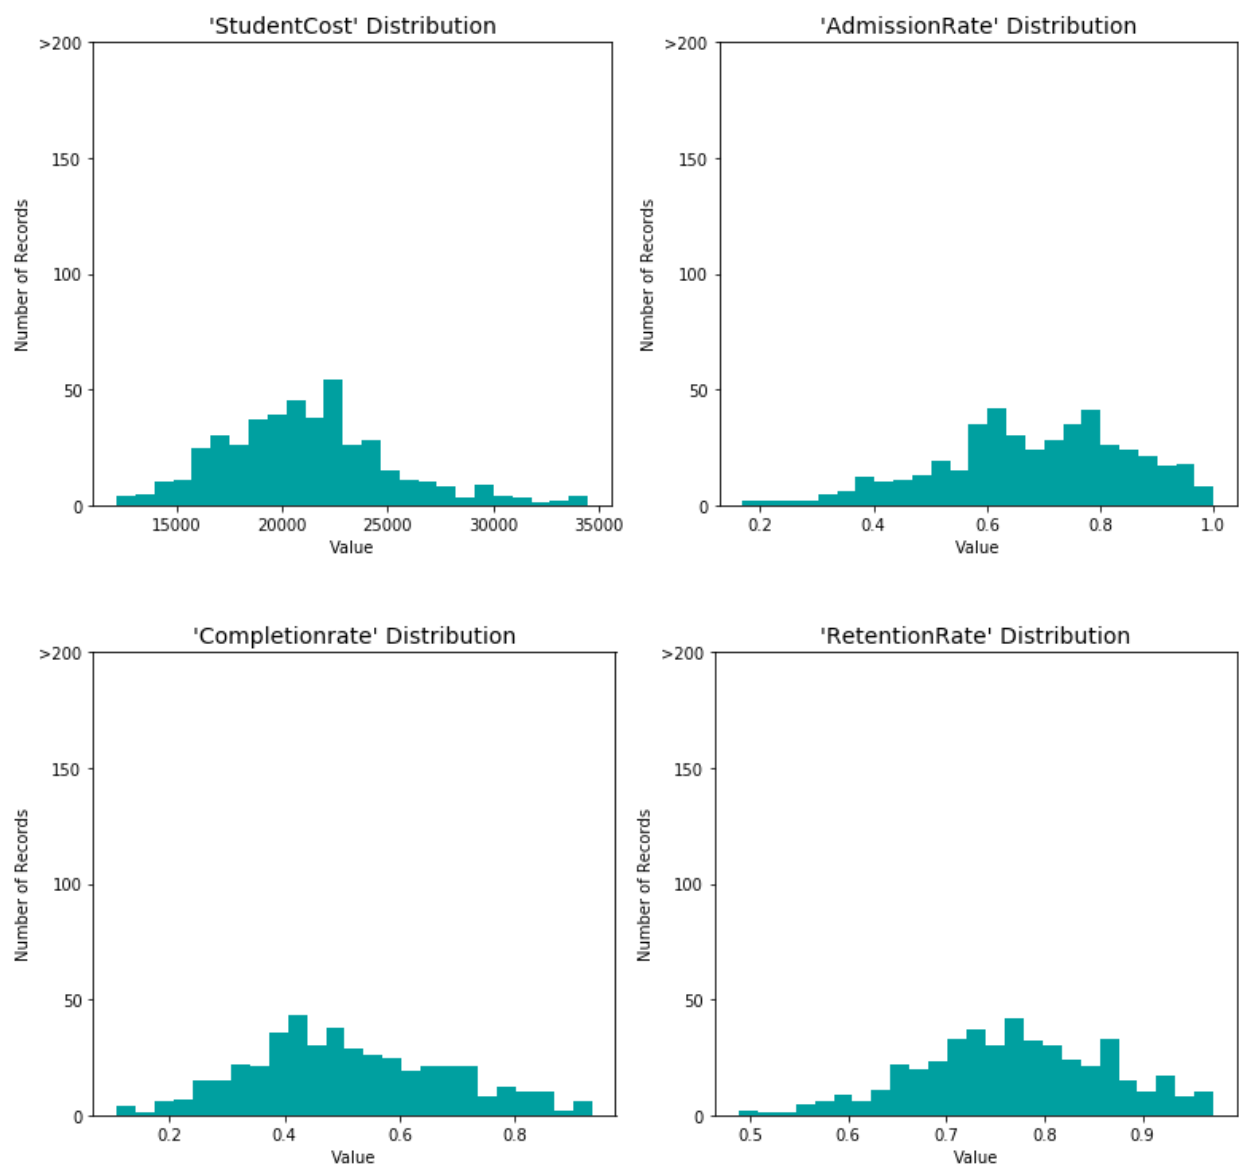 'StudentCost' Distribution
>200
150
100
50
0
Number of Records
15000 20000 25000 30000 35000
Value
'AdmissionRate' Distribution
>200
150
100
50
0
Number of Records
0.2 0.4 0.6 0.8 1.0
Value
'Completionrate' Distribution
>200
150
100
50
0
Number of Records
0.2 0.4 0.6 0.8
Value
'RetentionRate' Distribution
>200
150
100
50
0
Number of Records
0.5 0.6 0.7 0.8 0.9
Value